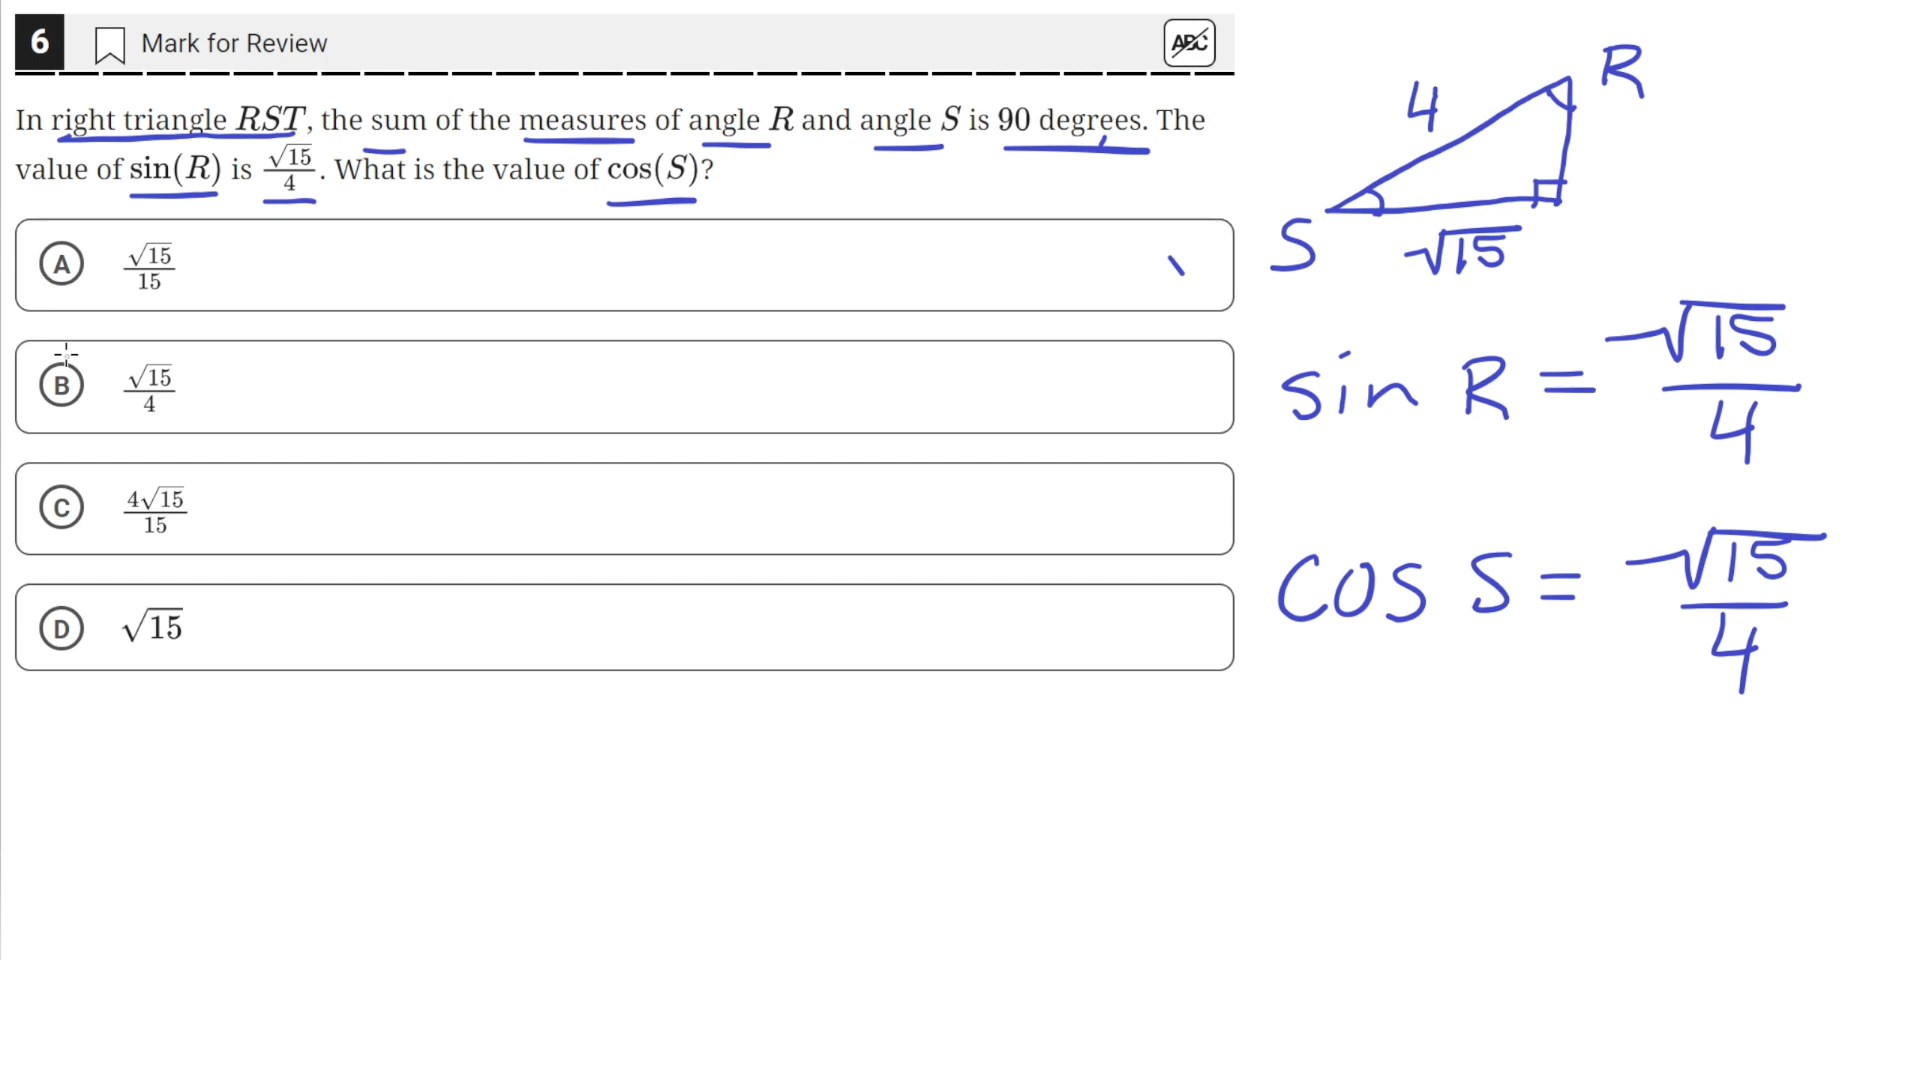 6 Mark for Review ABC
In right triangle RST, the sum of the measures of angle R and angle S is 90 degrees. The
value of sin(R) is √15/4. What is the value of cos(S)?
A √15/15
B √15/4
C 4√15/15
D √15
4 R
S √15
sin R = √15/4
cos S = √15/4